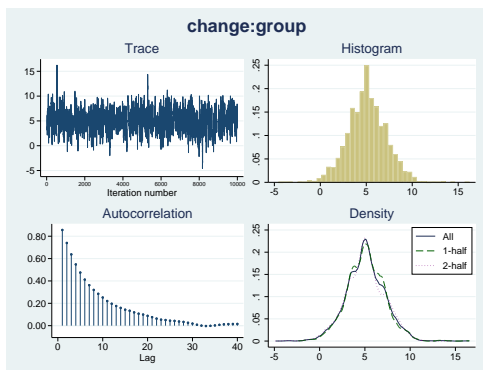 change:group
Trace
15
10
5
0
-5
0 2000 4000 6000 8000 10000
Iteration number
Histogram
.25
.2
.15
.1
.05
0
-5 0 5 10 15
Autocorrelation
0.80
0.60
0.40
0.20
0.00
0 10 20 30 40
Lag
Density
All
1-half
2-half
.25
.2
.15
.1
.05
0
-5 0 5 10 15